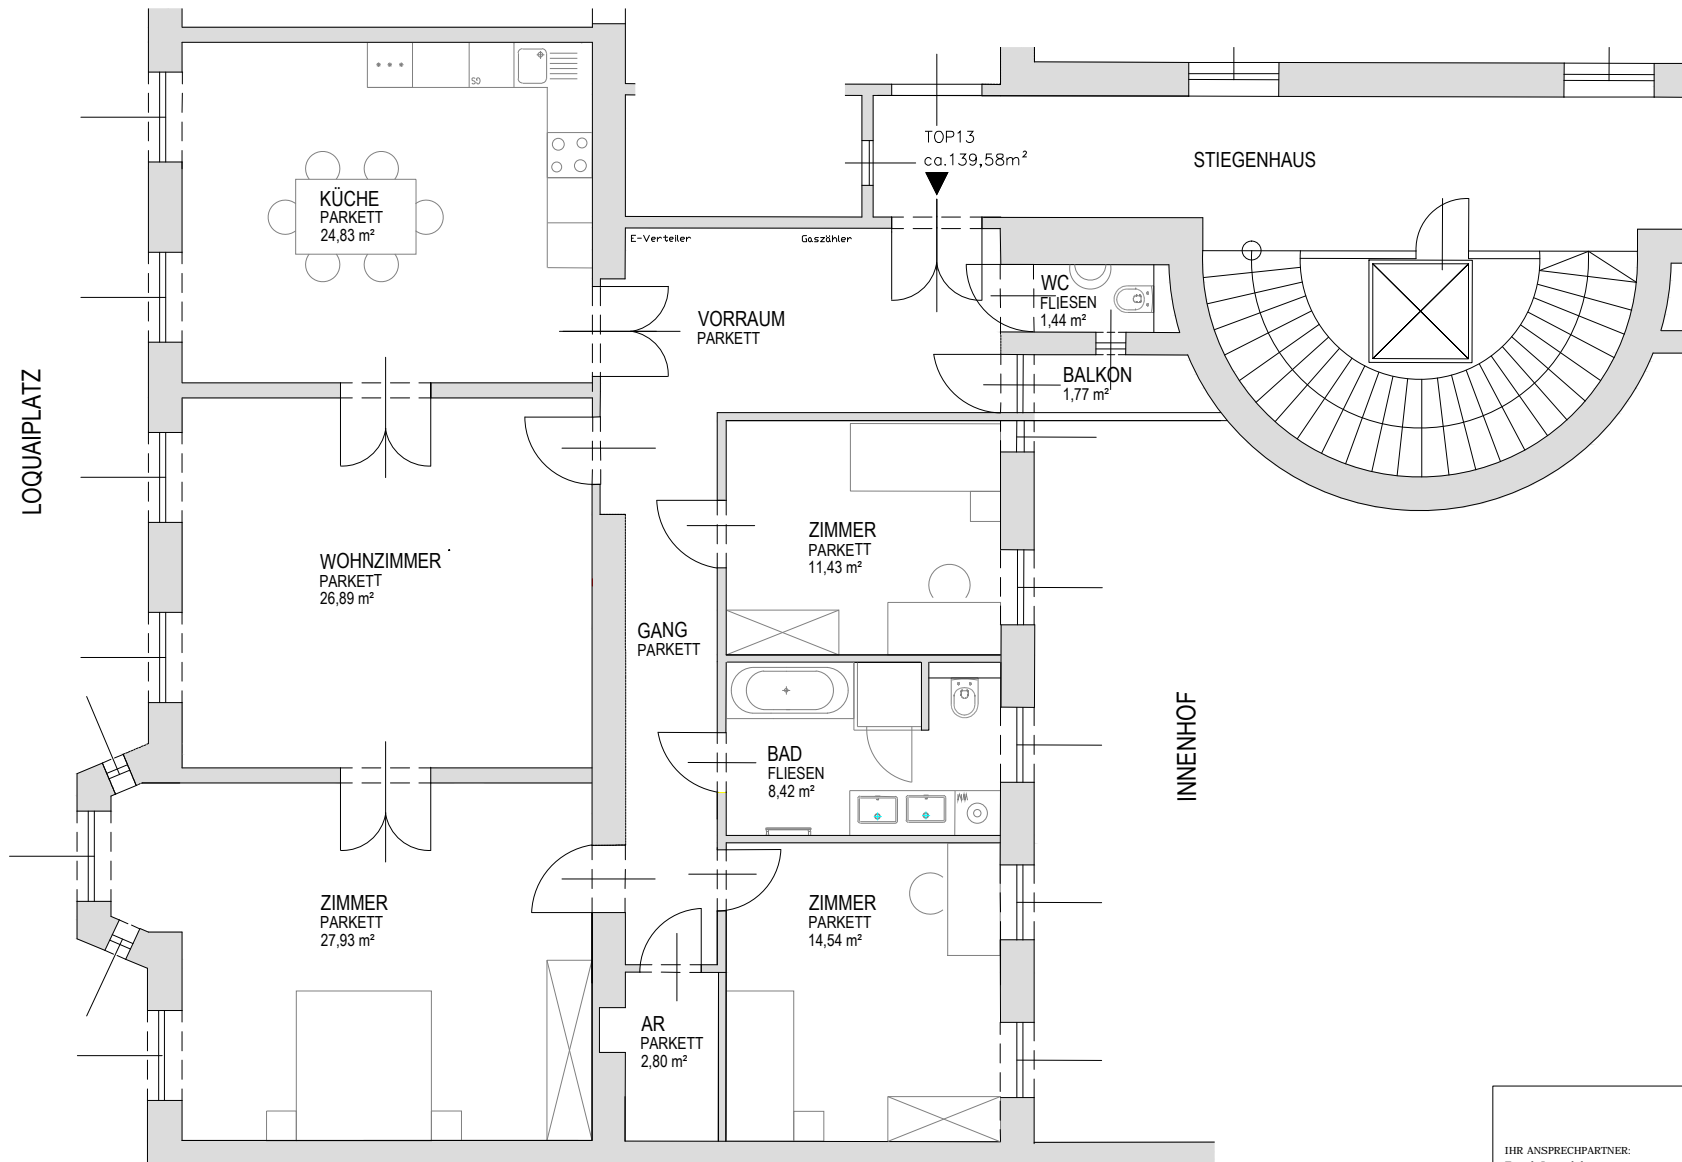 TOP13
ca.139,58m²
STIEGENHAUS
KÜCHE
PARKETT
24,83 m²
GS
E-Verteiler
Gaszähler
WC
FLIESEN
1,44 m²
VORRAUM
PARKETT
BALKON
1,77 m²
LOQUAIPLATZ
WOHNZIMMER
PARKETT
26,89 m²
ZIMMER
PARKETT
11,43 m²
GANG
PARKETT
INNENHOF
BAD
FLIESEN
8,42 m²
WM
ZIMMER
PARKETT
27,93 m²
ZIMMER
PARKETT
14,54 m²
AR
PARKETT
2,80 m²
IHR ANSPRECHPARTNER: